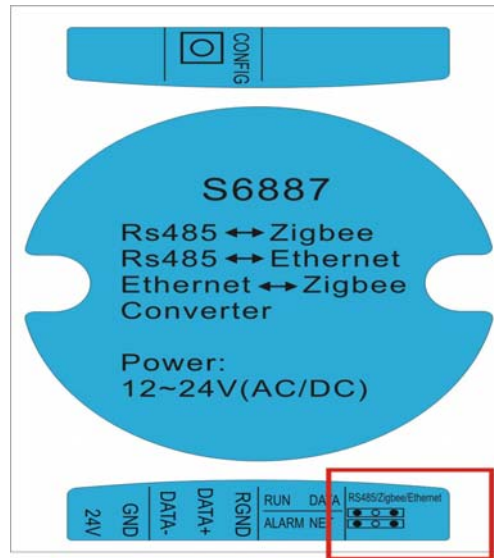 CONFIG
S6887
Rs485 ↔ Zigbee
Rs485 ↔ Ethernet
Ethernet ↔ Zigbee
Converter
Power:
12~24V(AC/DC)
24V
GND
DATA-
DATA+
RGND
RUN DATA
ALARM NET
RS485/Zigbee/Ethernet